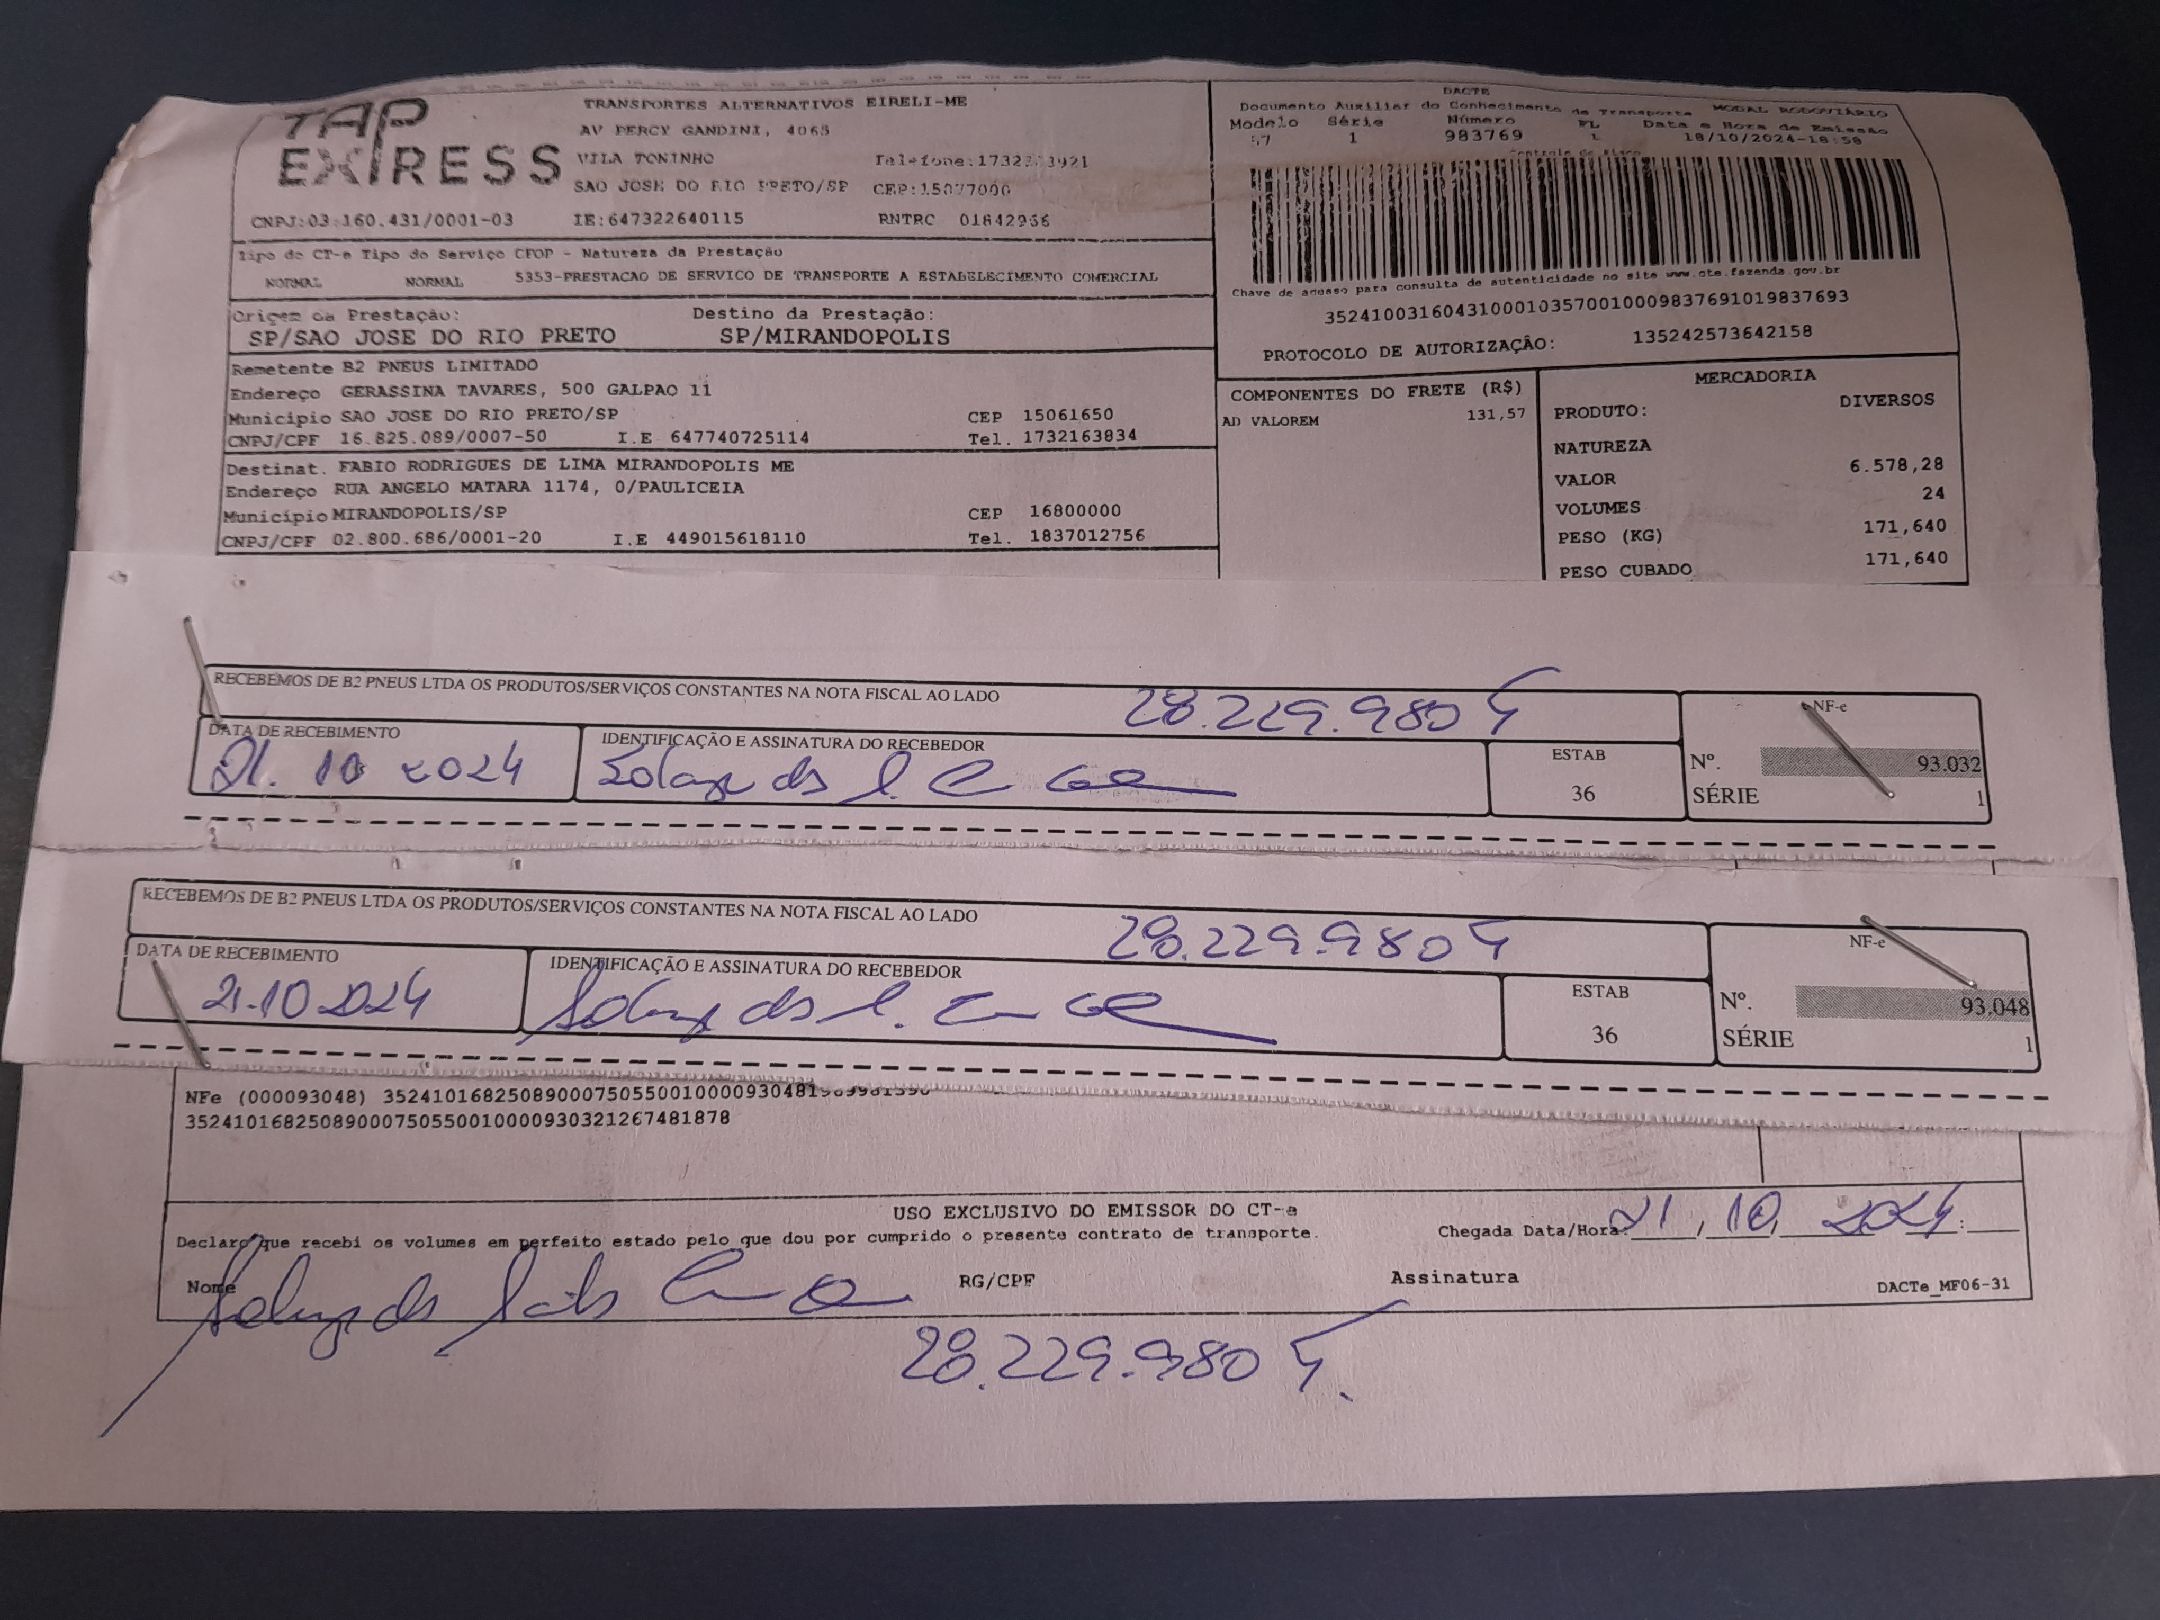 TAP EXPRESS
TRANSPORTES ALTERNATIVOS EIRELI-ME
AV PERCY GANDINI, 4065
VILA TONINHO
SAO JOSE DO RIO PRETO/SP CEP:15077000
CNPJ:03.160.431/0001-03 IE:647322640115 RNTRC
DACTE
Documento Auxiliar do Conhecimento de Transporte MODAL RODOVIÁRIO
Modelo Série Número FL Data e Hora de Emissão
57 1 983769 1 18/10/2024-18:58
Controle do Fisco
Chave de acesso para consulta de autenticidade no site www.cte.fazenda.gov.br
35241003160431000103570010009837691019837693
PROTOCOLO DE AUTORIZAÇÃO: 135242573642158
Tipo do CT-e Tipo do Serviço CFOP - Natureza da Prestação
NORMAL NORMAL 5353-PRESTACAO DE SERVICO DE TRANSPORTE A ESTABELECIMENTO COMERCIAL
Origem da Prestação: Destino da Prestação:
SP/SAO JOSE DO RIO PRETO SP/MIRANDOPOLIS
Remetente B2 PNEUS LIMITADO
Endereço GERASSINA TAVARES, 500 GALPAO 11
Município SAO JOSE DO RIO PRETO/SP CEP 15061650
CNPJ/CPF 16.825.089/0007-50 I.E 647740725114 Tel. 1732163834
Destinat. FABIO RODRIGUES DE LIMA MIRANDOPOLIS ME
Endereço RUA ANGELO MATARA 1174, 0/PAULICEIA
Município MIRANDOPOLIS/SP CEP 16800000
CNPJ/CPF 02.800.686/0001-20 I.E 449015618110 Tel. 1837012756
COMPONENTES DO FRETE (R$)
AD VALOREM 131,57
MERCADORIA
PRODUTO: DIVERSOS
NATUREZA
VALOR 6.578,28
VOLUMES 24
PESO (KG) 171,640
PESO CUBADO 171,640
RECEBEMOS DE B2 PNEUS LTDA OS PRODUTOS/SERVIÇOS CONSTANTES NA NOTA FISCAL AO LADO 28.229.980
DATA DE RECEBIMENTO
21.10 2024
IDENTIFICAÇÃO E ASSINATURA DO RECEBEDOR
ESTAB
36
NF-e
Nº. 93.032
SÉRIE 1
RECEBEMOS DE B2 PNEUS LTDA OS PRODUTOS/SERVIÇOS CONSTANTES NA NOTA FISCAL AO LADO 28.229.980
DATA DE RECEBIMENTO
21.10 2024
IDENTIFICAÇÃO E ASSINATURA DO RECEBEDOR
ESTAB
36
NF-e
Nº. 93.048
SÉRIE 1
NFe (000093048)
35241016825089000750550010000930321267481878
USO EXCLUSIVO DO EMISSOR DO CT-e
Declaro que recebi os volumes em perfeito estado pelo que dou por cumprido o presente contrato de transporte.
Chegada Data/Hora: 21, 10, 2024
Nome RG/CPF Assinatura DACTe_MF06-31
28.229.980